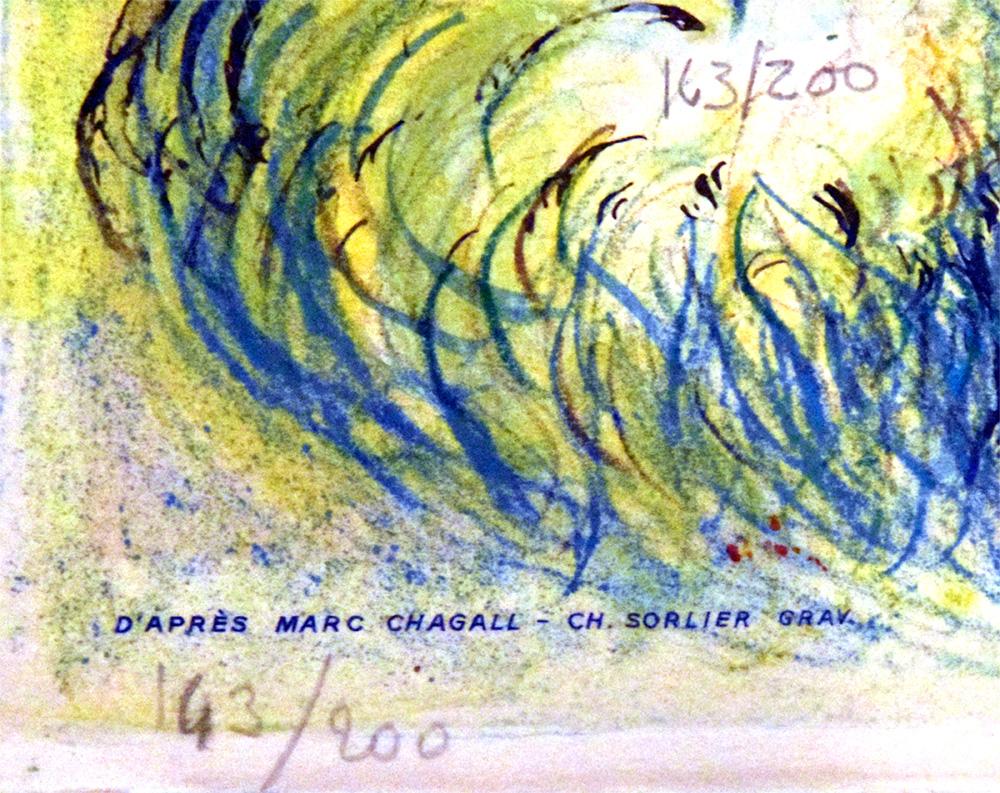 163/200
D'APRÈS MARC CHAGALL – CH. SORLIER GRAV.
143/200